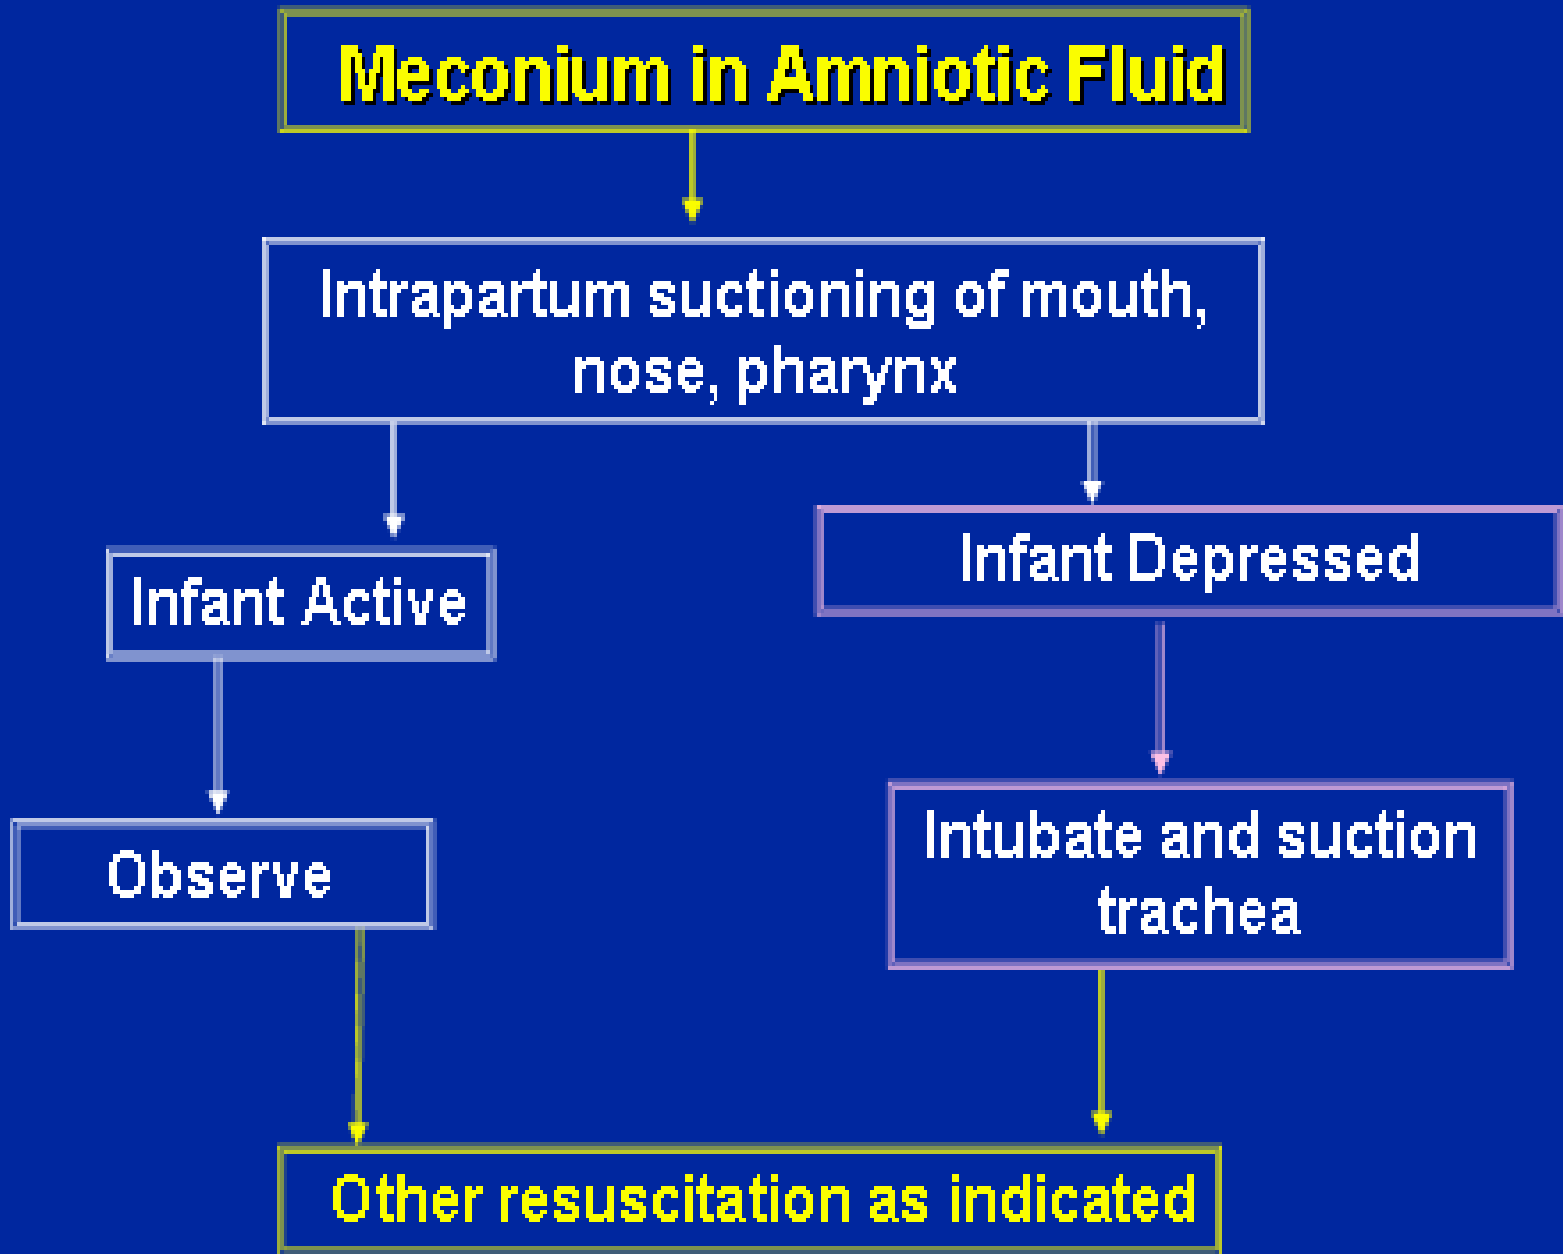 Meconium in Amniotic Fluid
Intrapartum suctioning of mouth,
nose, pharynx
Infant Active
Infant Depressed
Observe
Intubate and suction
trachea
Other resuscitation as indicated